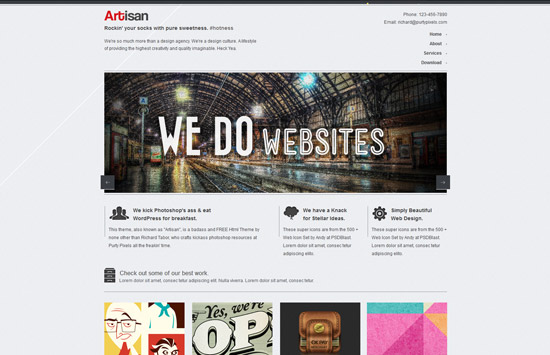 Artisan
Rockin' your socks with pure sweetness. #hotness
We're so much more than a design agency. We're a design culture. A lifestyle
of providing the highest creativity and quality imaginable. Heck Yea.
Phone: 123-456-7890
Email: richard@purtypixels.com
Home
About
Services
Download
WE DO WEBSITES
We kick Photoshop's ass & eat
WordPress for breakfast.
This theme, also known as "Artisan", is a badass and FREE Html Theme by
none other than Richard Tabor, who crafts kickass photoshop resources at
Purty Pixels all the freakin' time.
We have a Knack
for Stellar Ideas.
These super icons are from the 500 +
Web Icon Set by Andy at PSDBlast.
Lorem dolor sit amet, consec tetur
adipiscing elito.
Simply Beautiful
Web Design.
These super icons are from the 500 +
Web Icon Set by Andy at PSDBlast.
Lorem dolor sit amet, consec tetur
adipiscing elit.
Check out some of our best work.
Lorem dolor sit amet, consec tetur adipiscing elit. Nulla viverra. Lorem dolor sit amet, consec tetur.
Yes, we're
OP